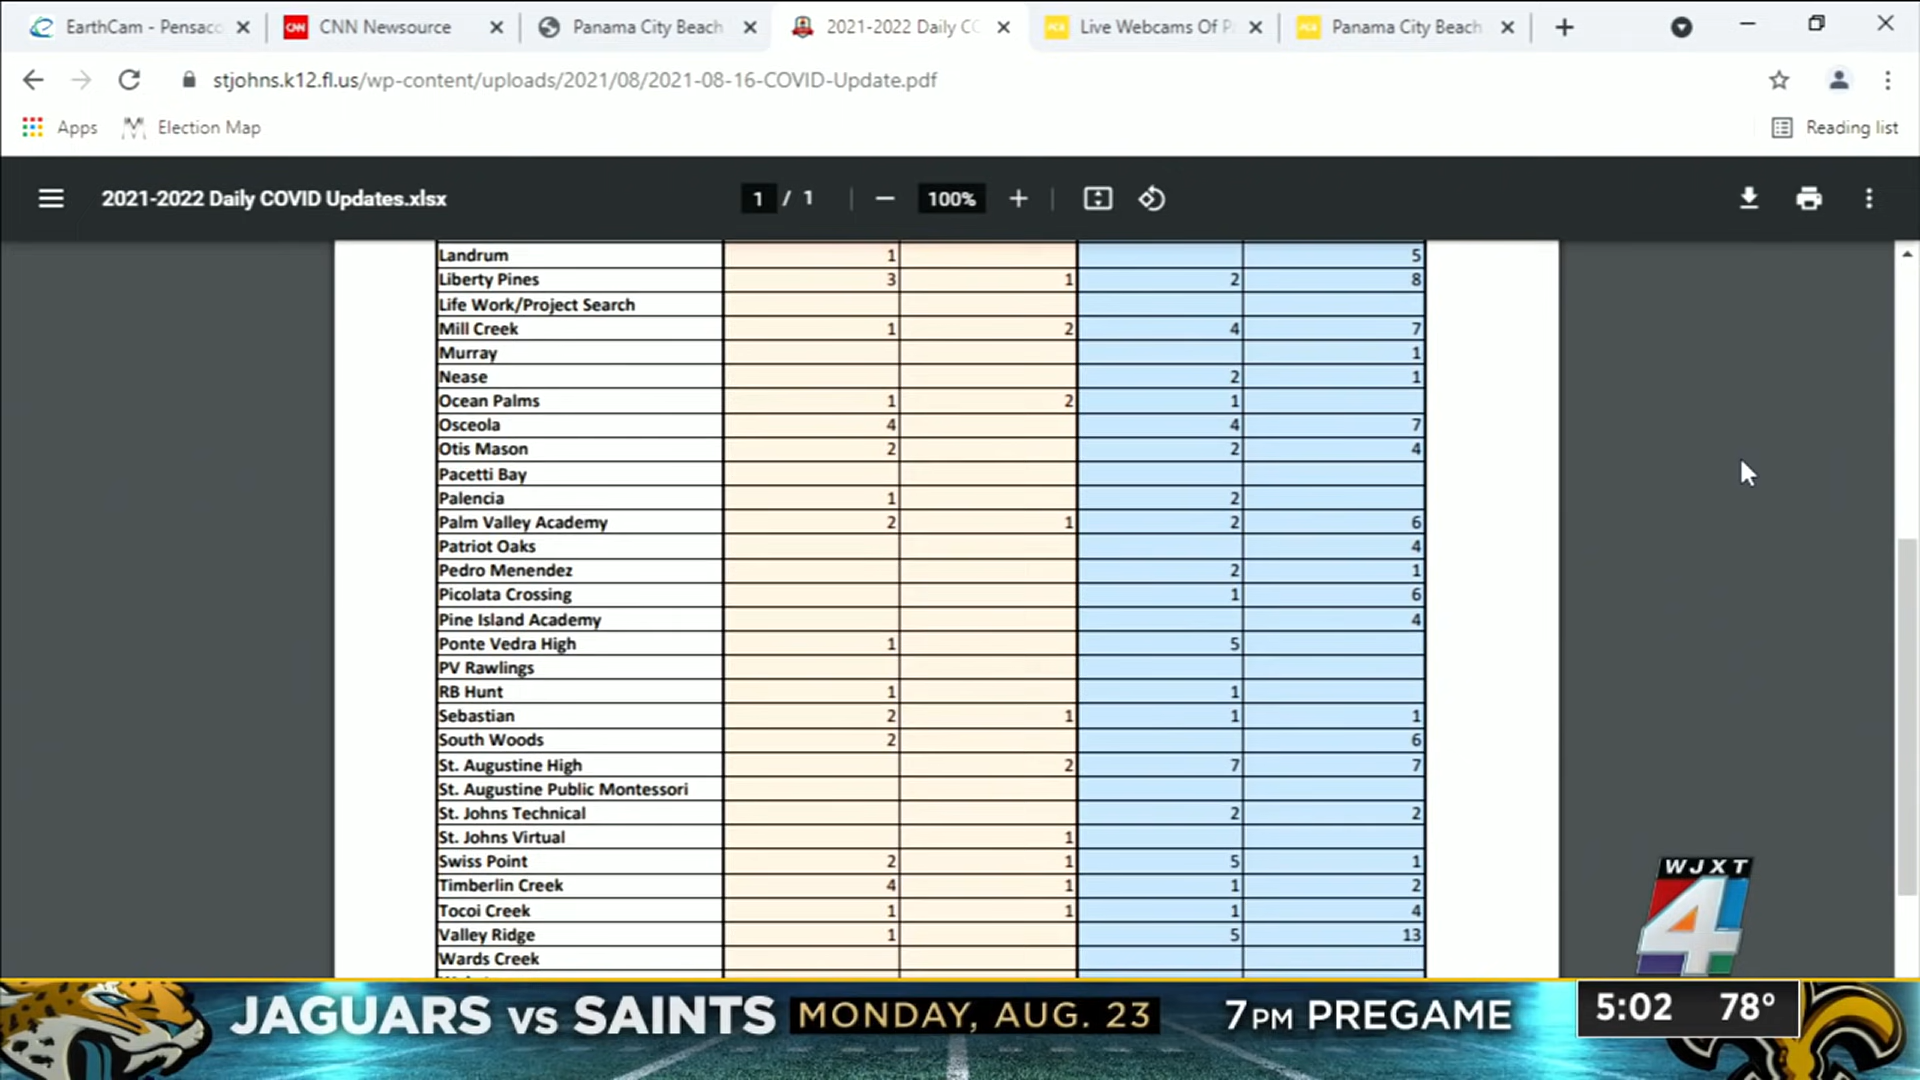 EarthCam - Pensaco
CNN Newsource
Panama City Beach
2021-2022 Daily CO
Live Webcams Of P
Panama City Beach
stjohns.k12.fl.us/wp-content/uploads/2021/08/2021-08-16-COVID-Update.pdf
Apps
Election Map
Reading list
2021-2022 Daily COVID Updates.xlsx
1 / 1
100%
Landrum 1 5
Liberty Pines 3 1 2 8
Life Work/Project Search
Mill Creek 1 2 4 7
Murray 1
Nease 2 1
Ocean Palms 1 2 1
Osceola 4 4 7
Otis Mason 2 2 4
Pacetti Bay
Palencia 1 2
Palm Valley Academy 2 1 2 6
Patriot Oaks 4
Pedro Menendez 2 1
Picolata Crossing 1 6
Pine Island Academy 4
Ponte Vedra High 1 5
PV Rawlings
RB Hunt 1 1
Sebastian 2 1 1 1
South Woods 2 6
St. Augustine High 2 7 7
St. Augustine Public Montessori
St. Johns Technical 2 2
St. Johns Virtual 1
Swiss Point 2 1 5 1
Timberlin Creek 4 1 1 2
Tocoi Creek 1 1 1 4
Valley Ridge 1 5 13
Wards Creek
WJXT
4
JAGUARS vs SAINTS MONDAY, AUG. 23 7PM PREGAME
5:02 78°